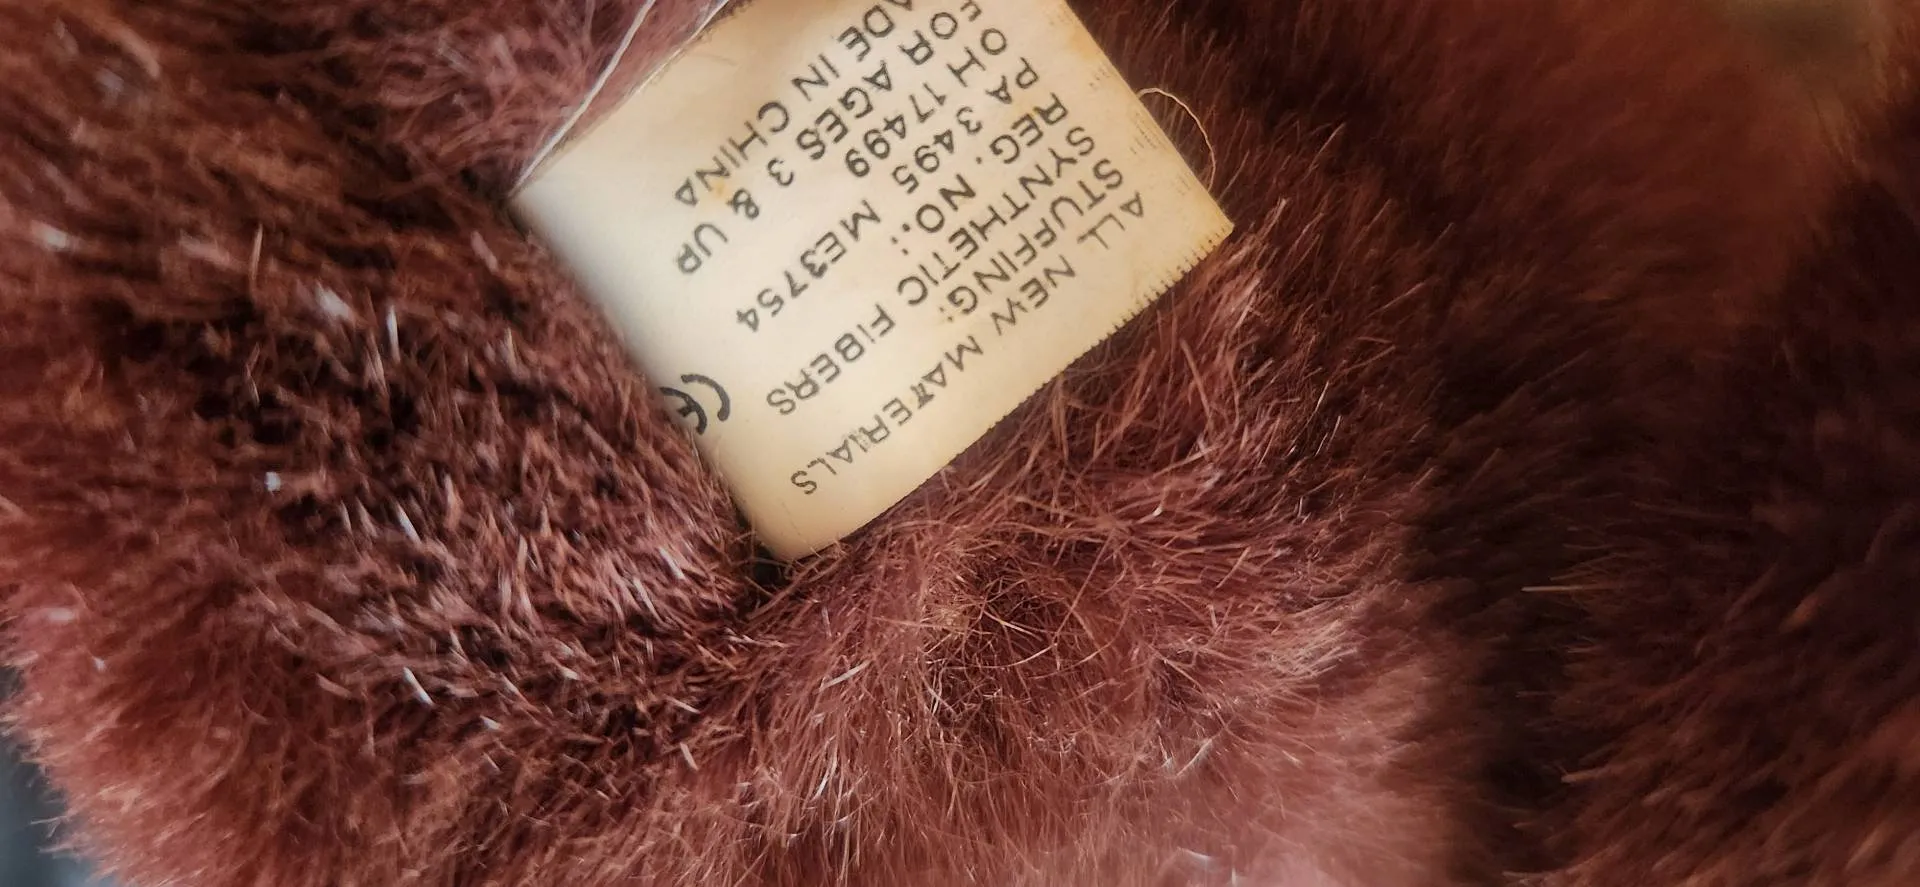 ALL NEW MATERIALS
STUFFING:
SYNTHETIC FIBERS
REG. NO.:
PA 3495 ME3754
OH 17499
FOR AGES 3 & UP
ADE IN CHINA
CE